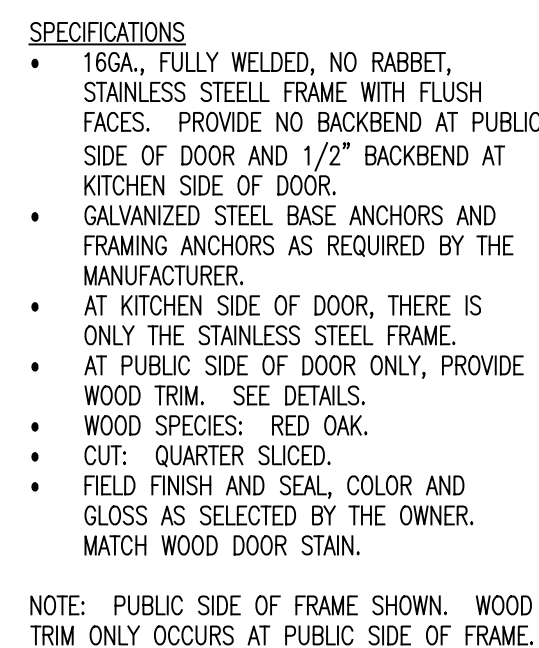 SPECIFICATIONS
• 16GA., FULLY WELDED, NO RABBET,
STAINLESS STEELL FRAME WITH FLUSH
FACES. PROVIDE NO BACKBEND AT PUBLIC
SIDE OF DOOR AND 1/2” BACKBEND AT
KITCHEN SIDE OF DOOR.
• GALVANIZED STEEL BASE ANCHORS AND
FRAMING ANCHORS AS REQUIRED BY THE
MANUFACTURER.
• AT KITCHEN SIDE OF DOOR, THERE IS
ONLY THE STAINLESS STEEL FRAME.
• AT PUBLIC SIDE OF DOOR ONLY, PROVIDE
WOOD TRIM. SEE DETAILS.
• WOOD SPECIES: RED OAK.
• CUT: QUARTER SLICED.
• FIELD FINISH AND SEAL, COLOR AND
GLOSS AS SELECTED BY THE OWNER.
MATCH WOOD DOOR STAIN.
NOTE: PUBLIC SIDE OF FRAME SHOWN. WOOD
TRIM ONLY OCCURS AT PUBLIC SIDE OF FRAME.